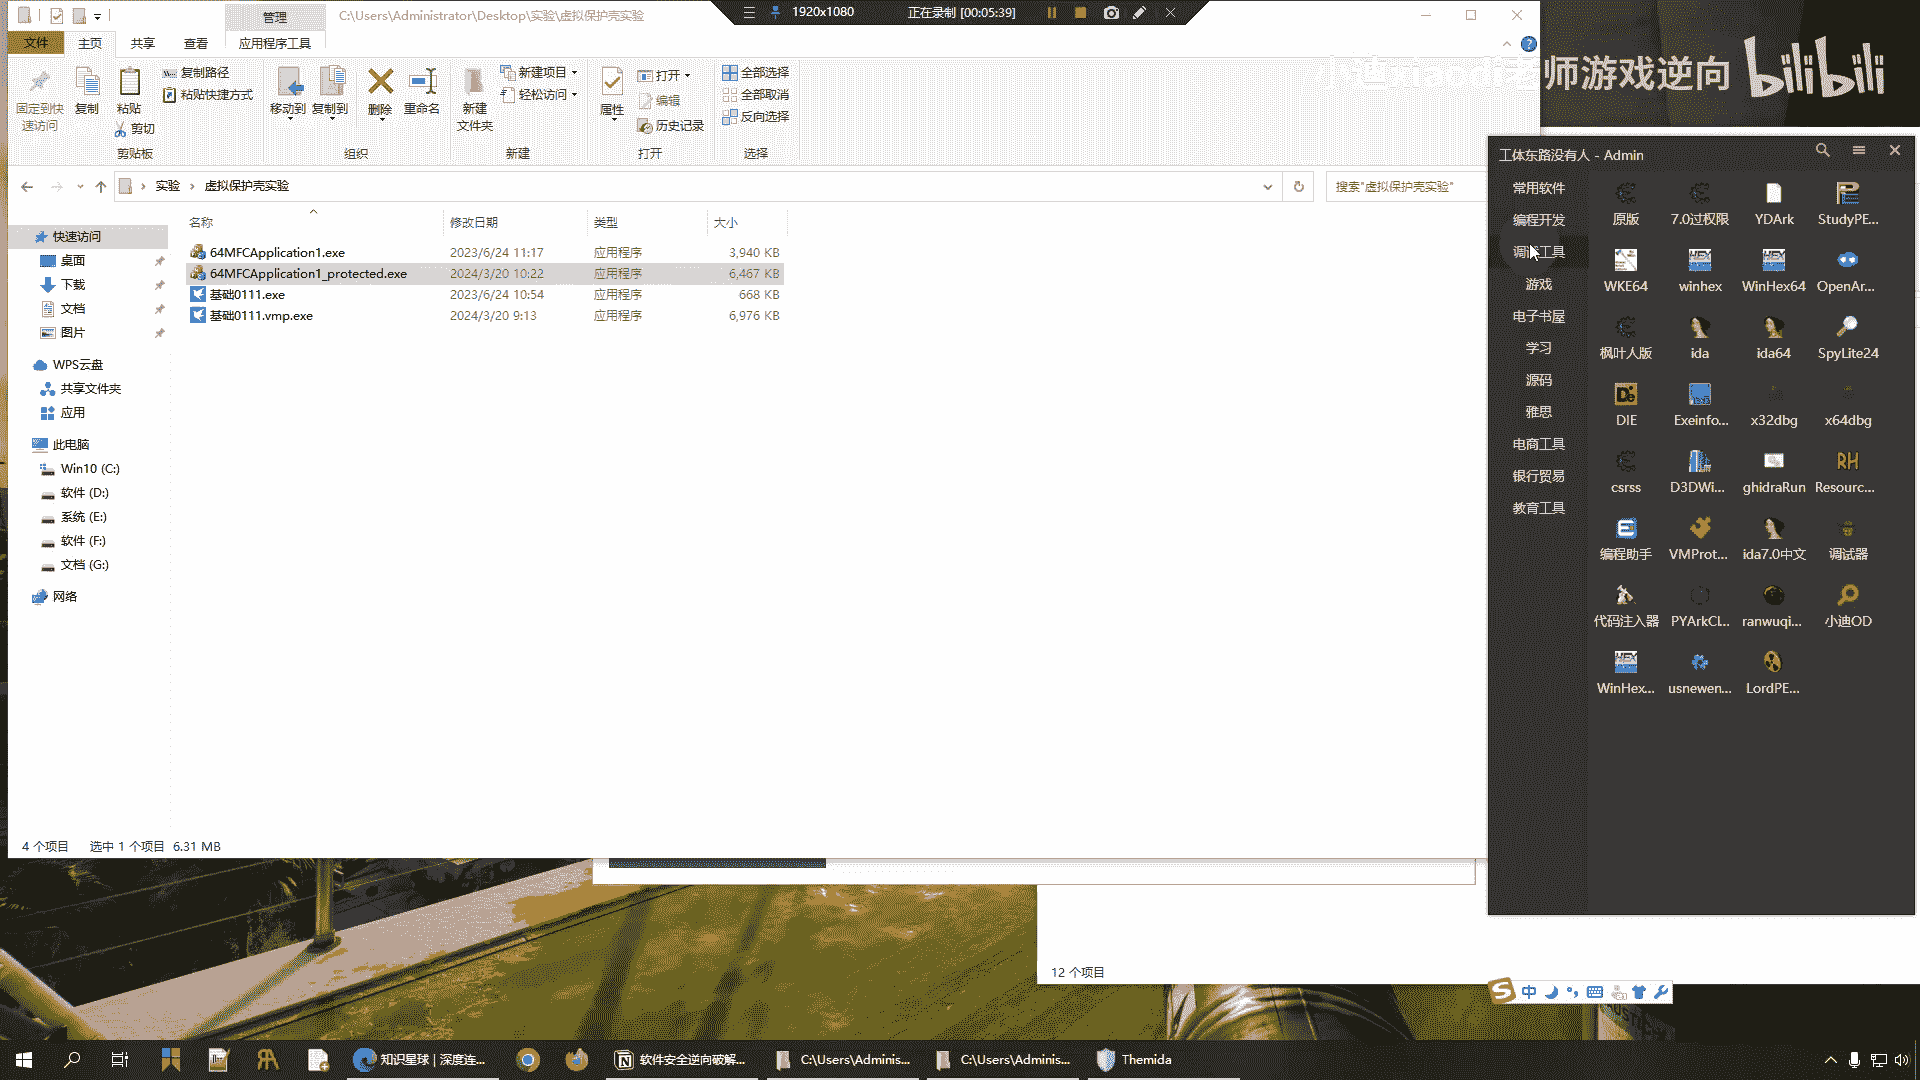 管理
C:\Users\Administrator\Desktop\实验\虚拟保护壳实验
1920x1080
正在录制 [00:05:39]
文件
主页
共享
查看
应用程序工具
固定到快
速访问
复制
粘贴
复制路径
粘贴快捷方式
剪切
剪贴板
移动到
复制到
删除
重命名
组织
新建
文件夹
新建项目
轻松访问
新建
属性
打开
编辑
历史记录
打开
全部选择
全部取消
反向选择
选择
小迪xiaodi老师游戏逆向
bilibili
实验 › 虚拟保护壳实验
搜索"虚拟保护壳实验"
名称
修改日期
类型
大小
64MFCApplication1.exe 2023/6/24 11:17 应用程序 3,940 KB
64MFCApplication1_protected.exe 2024/3/20 10:22 应用程序 6,467 KB
基础0111.exe 2023/6/24 10:54 应用程序 668 KB
基础0111.vmp.exe 2024/3/20 9:13 应用程序 6,976 KB
快速访问
桌面
下载
文档
图片
WPS云盘
共享文件夹
应用
此电脑
Win10 (C:)
软件 (D:)
系统 (E:)
软件 (F:)
文档 (G:)
网络
4 个项目 选中 1 个项目 6.31 MB
12 个项目
工体东路没有人 - Admin
常用软件
编程开发
调试工具
游戏
电子书屋
学习
源码
雅思
电商工具
银行贸易
教育工具
原版 7.0过权限 YDArk StudyPE...
WKE64 winhex WinHex64 OpenAr...
枫叶人版 ida ida64 SpyLite24
DIE Exeinfo... x32dbg x64dbg
csrss D3DWi... ghidraRun Resourc...
编程助手 VMProt... ida7.0中文 调试器
代码注入器 PYArkCl... ranwuqi... 小迪OD
WinHex... usnewen... LordPE...
中
知识星球 | 深度连...
软件安全逆向破解...
C:\Users\Adminis...
C:\Users\Adminis...
Themida